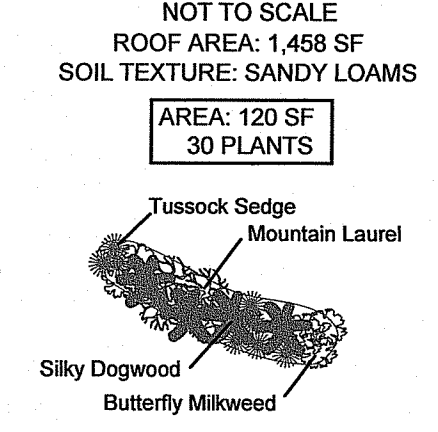 NOT TO SCALE
ROOF AREA: 1,458 SF
SOIL TEXTURE: SANDY LOAMS
AREA: 120 SF
30 PLANTS
Tussock Sedge
Mountain Laurel
Silky Dogwood
Butterfly Milkweed